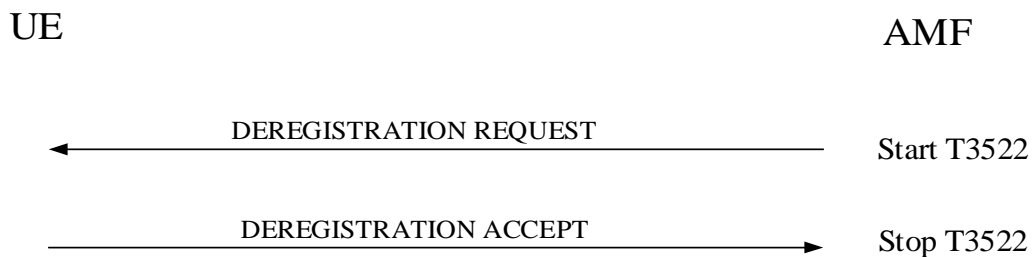 UE
AMF
DEREGISTRATION REQUEST
Start T3522
DEREGISTRATION ACCEPT
Stop T3522